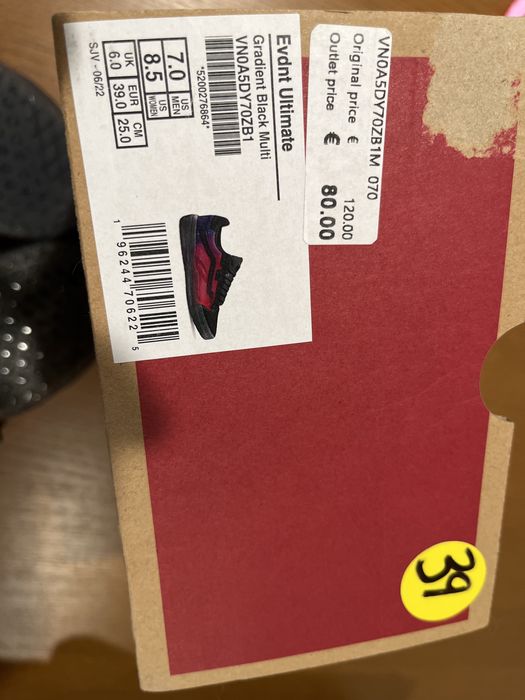 Evdnt Ultimate
Gradient Black Multi
VN0A5DY70ZB1
*5200276864*
7.0 US MEN
8.5 US WOMEN
UK EUR CM
6.0 39.0 25.0
SJV - 06/22
1 96244 70622 5
VN0A5DY70ZB1M 070
Original price € 120.00
Outlet price € 80.00
39